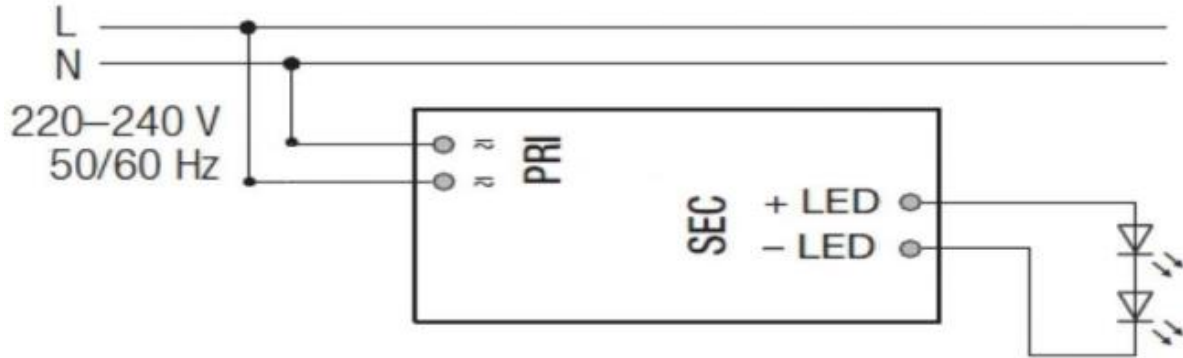 L
N
220–240 V
50/60 Hz
≂ PRI
≂
SEC
+ LED
– LED